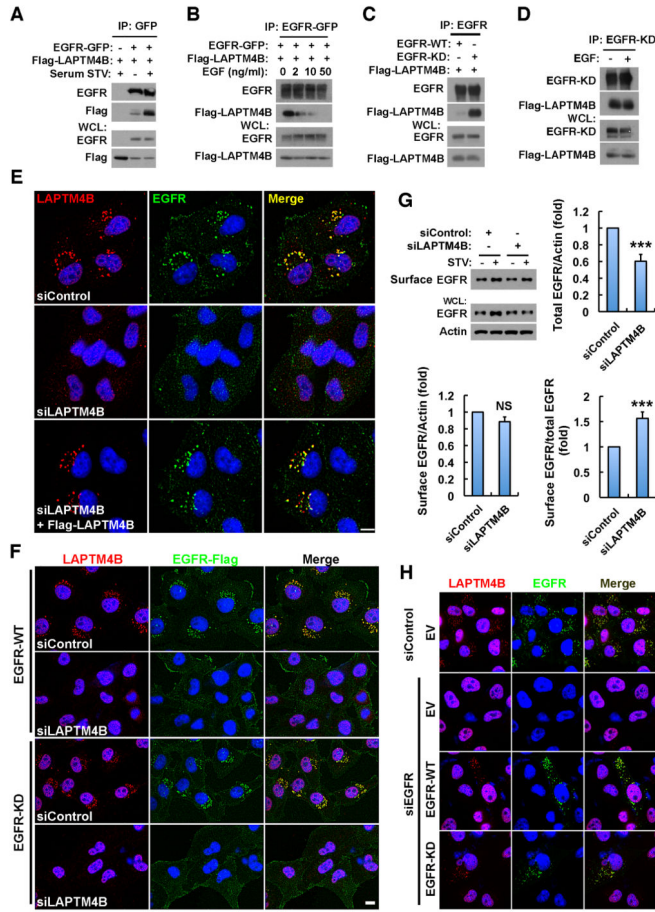 A
IP: GFP
EGFR-GFP: - + +
Flag-LAPTM4B: + + +
Serum STV: + - +
EGFR
Flag
WCL:
EGFR
Flag
B
IP: EGFR-GFP
EGFR-GFP: + + + +
Flag-LAPTM4B: + + + +
EGF (ng/ml): 0 2 10 50
EGFR
Flag-LAPTM4B
WCL:
EGFR
Flag-LAPTM4B
C
IP: EGFR
EGFR-WT: + -
EGFR-KD: - +
Flag-LAPTM4B: + +
EGFR
Flag-LAPTM4B
WCL:
EGFR
Flag-LAPTM4B
D
IP: EGFR-KD
EGF: - +
EGFR-KD
Flag-LAPTM4B
WCL:
EGFR-KD
Flag-LAPTM4B
E
LAPTM4B EGFR Merge
siControl
siLAPTM4B
siLAPTM4B
+ Flag-LAPTM4B
F
LAPTM4B EGFR-Flag Merge
EGFR-WT
siControl
siLAPTM4B
EGFR-KD
siControl
siLAPTM4B
G
siControl: + -
siLAPTM4B: - +
STV: - + - +
Surface EGFR
WCL:
EGFR
Actin
Total EGFR/Actin (fold)
1.2
1
0.8
0.6
0.4
0.2
0
***
siControl
siLAPTM4B
Surface EGFR/Actin (fold)
1.2
1
0.8
0.6
0.4
0.2
0
NS
siControl
siLAPTM4B
Surface EGFR/total EGFR
(fold)
2
1.5
1
0.5
0
***
siControl
siLAPTM4B
H
LAPTM4B EGFR Merge
siControl
EV
siEGFR
EV
EGFR-WT
EGFR-KD